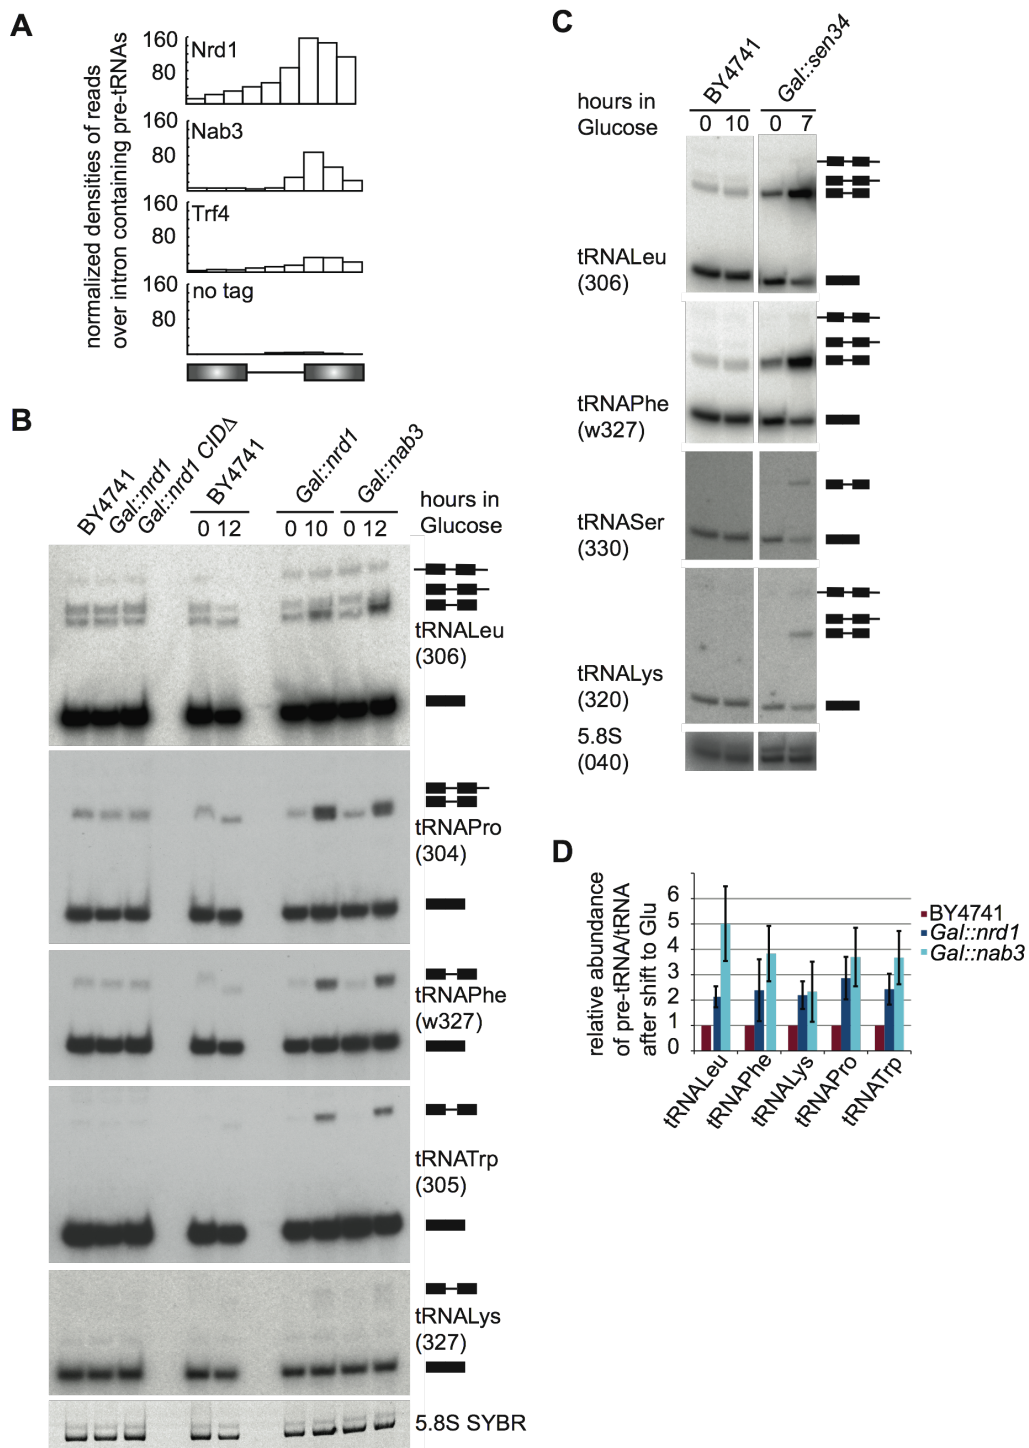 A
normalized densities of reads
over intron containing pre-tRNAs
160
80
Nrd1
160
80
Nab3
160
80
Trf4
160
80
no tag
B
BY4741
Gal::nrd1
Gal::nrd1 CIDΔ
BY4741
Gal::nrd1
Gal::nab3
hours in
Glucose
0 12 0 10 0 12
tRNALeu
(306)
tRNAPro
(304)
tRNAPhe
(w327)
tRNATrp
(305)
tRNALys
(327)
5.8S SYBR
C
BY4741
Gal::sen34
hours in
Glucose
0 10 0 7
tRNALeu
(306)
tRNAPhe
(w327)
tRNASer
(330)
tRNALys
(320)
5.8S
(040)
D
relative abundance
of pre-tRNA/tRNA
after shift to Glu
6
5
4
3
2
1
0
BY4741
Gal::nrd1
Gal::nab3
tRNALeu
tRNAPhe
tRNALys
tRNAPro
tRNATrp